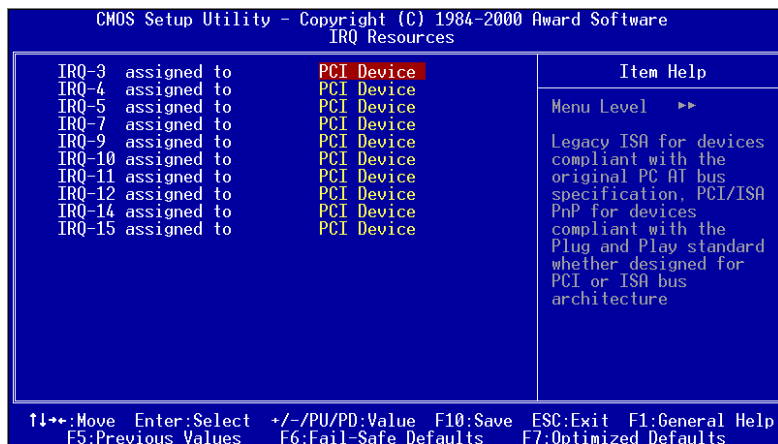 CMOS Setup Utility - Copyright (C) 1984-2000 Award Software
IRQ Resources
IRQ-3 assigned to PCI Device
IRQ-4 assigned to PCI Device
IRQ-5 assigned to PCI Device
IRQ-7 assigned to PCI Device
IRQ-9 assigned to PCI Device
IRQ-10 assigned to PCI Device
IRQ-11 assigned to PCI Device
IRQ-12 assigned to PCI Device
IRQ-14 assigned to PCI Device
IRQ-15 assigned to PCI Device
Item Help
Menu Level ▸▸
Legacy ISA for devices
compliant with the
original PC AT bus
specification, PCI/ISA
PnP for devices
compliant with the
Plug and Play standard
whether designed for
PCI or ISA bus
architecture
↑↓→←:Move Enter:Select +/-/PU/PD:Value F10:Save ESC:Exit F1:General Help
F5:Previous Values F6:Fail-Safe Defaults F7:Optimized Defaults